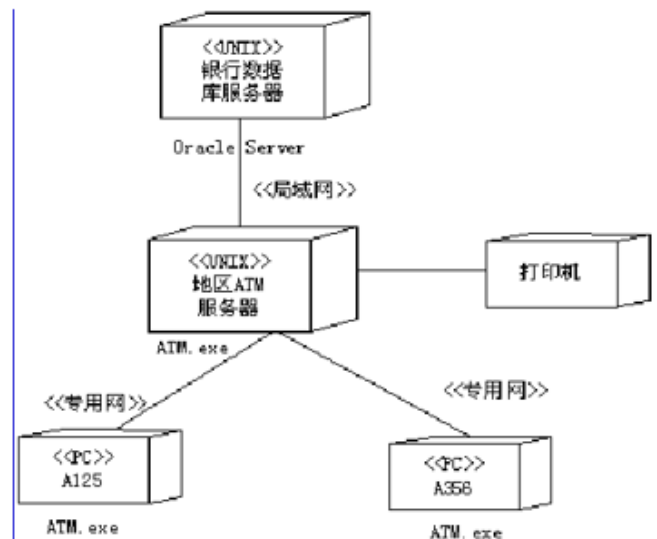 <<UNIX>>
银行数据
库服务器
Oracle Server
<<局域网>>
<<UNIX>>
地区ATM
服务器
打印机
ATM.exe
<<专用网>>
<<专用网>>
<<PC>>
A125
<<PC>>
A356
ATM.exe
ATM.exe